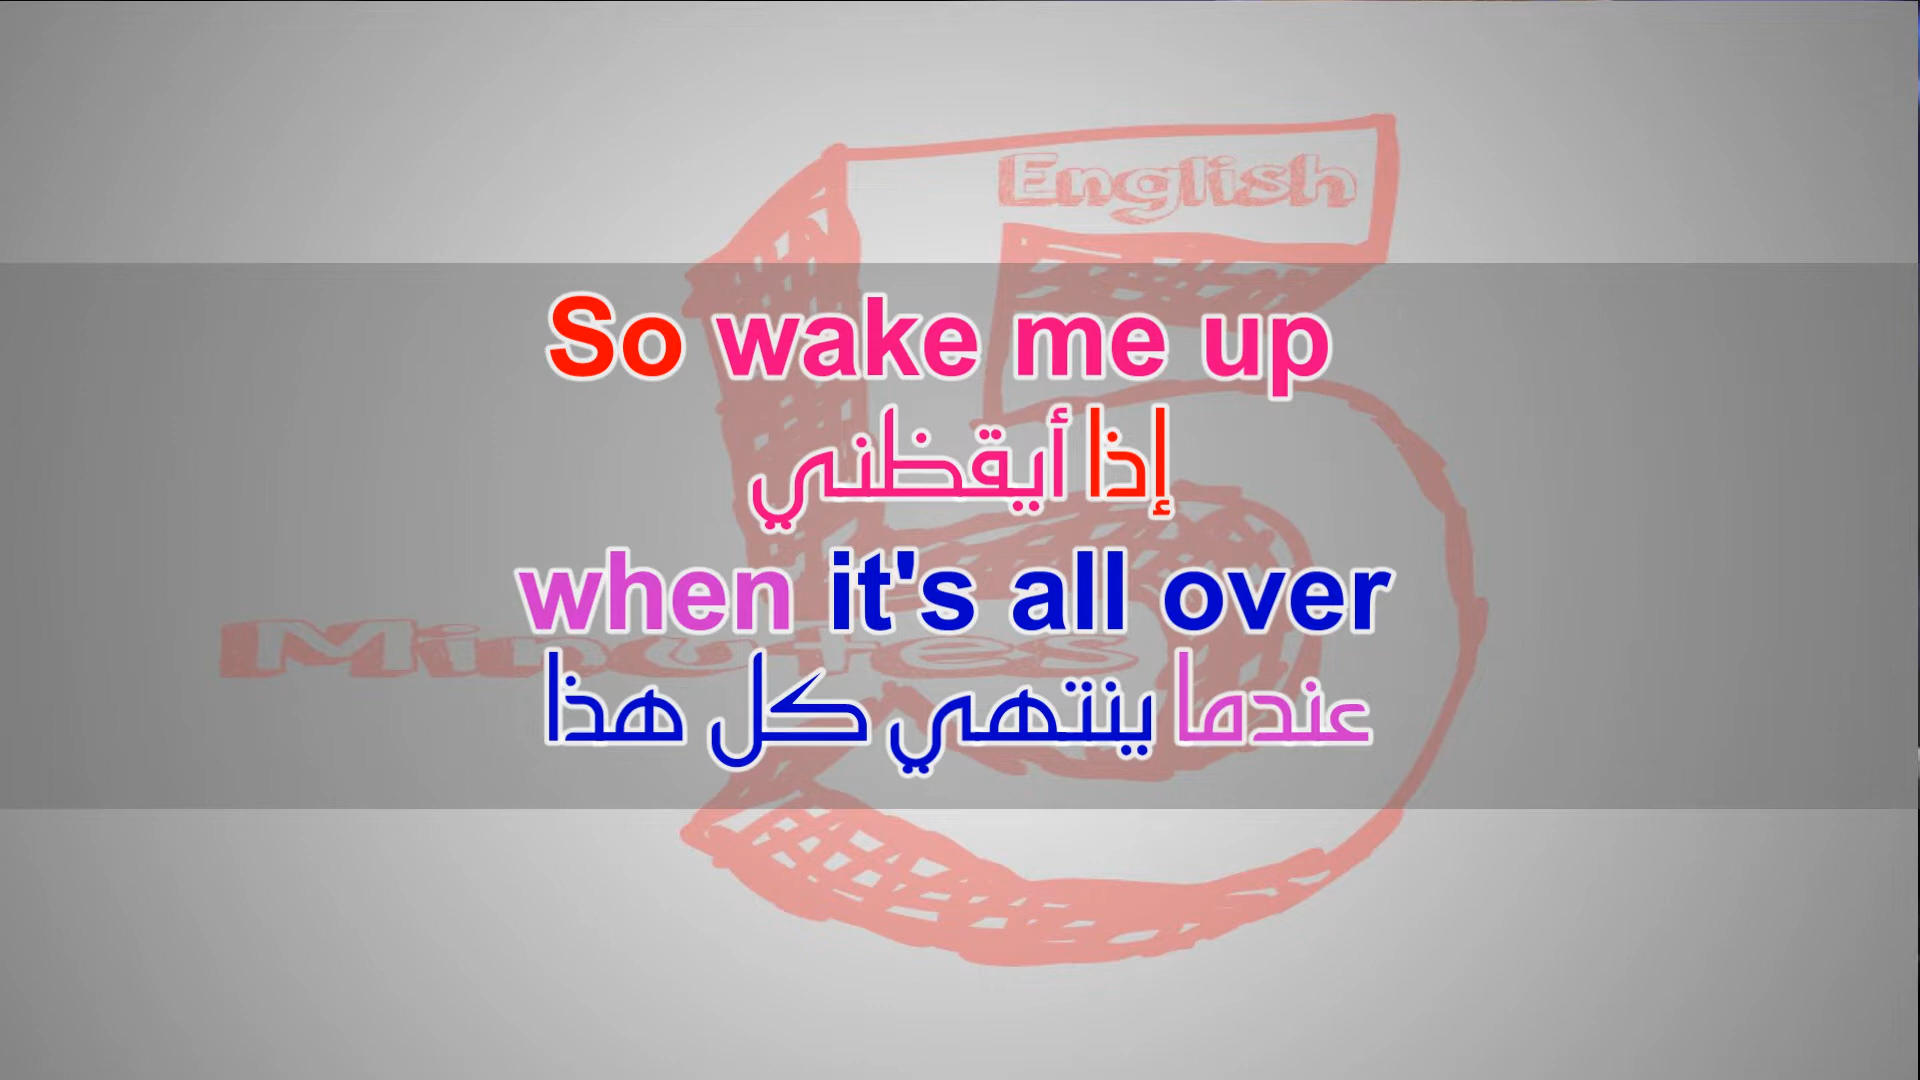 English
So wake me up
إذا أيقظني
when it's all over
Minutes
عندما ينتهي كل هذا